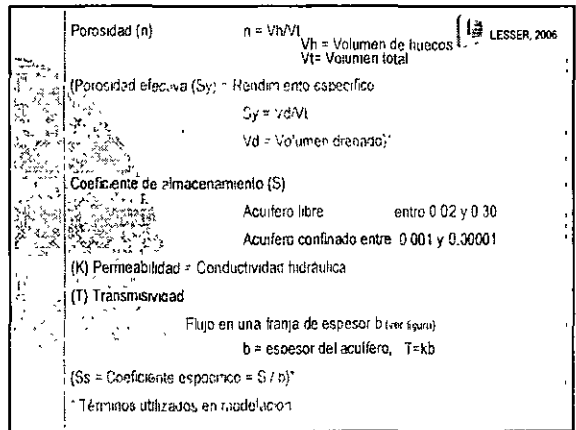 Porosidad (n) n = Vh/Vt LESSER, 2006
Vh = Volumen de huecos
Vt= Volumen total
(Porosidad efectiva (Sy) = Rendimiento especifico
Sy = Vd/Vt
Vd = Volumen drenado)*
Coeficiente de almacenamiento (S)
Acuífero libre entre 0 02 y 0 30
Acuífero confinado entre 0 001 y 0.00001
(K) Permeabilidad = Conductividad hidráulica
(T) Transmisividad
Flujo en una franja de espesor b (ver figura)
b = espesor del acuífero, T=kb
(Ss = Coeficiente especifico = S / b)*
* Términos utilizados en modelación